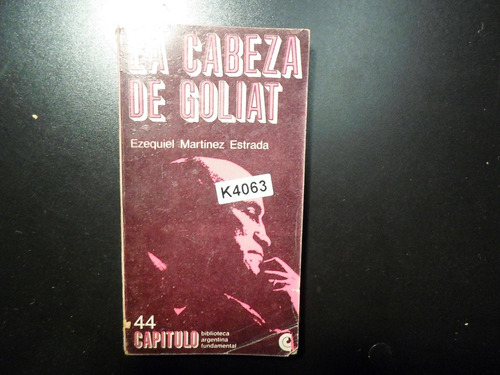 LA CABEZA
DE GOLIAT
Ezequiel Martínez Estrada
K4063
44
CAPITULO
biblioteca
argentina
fundamental